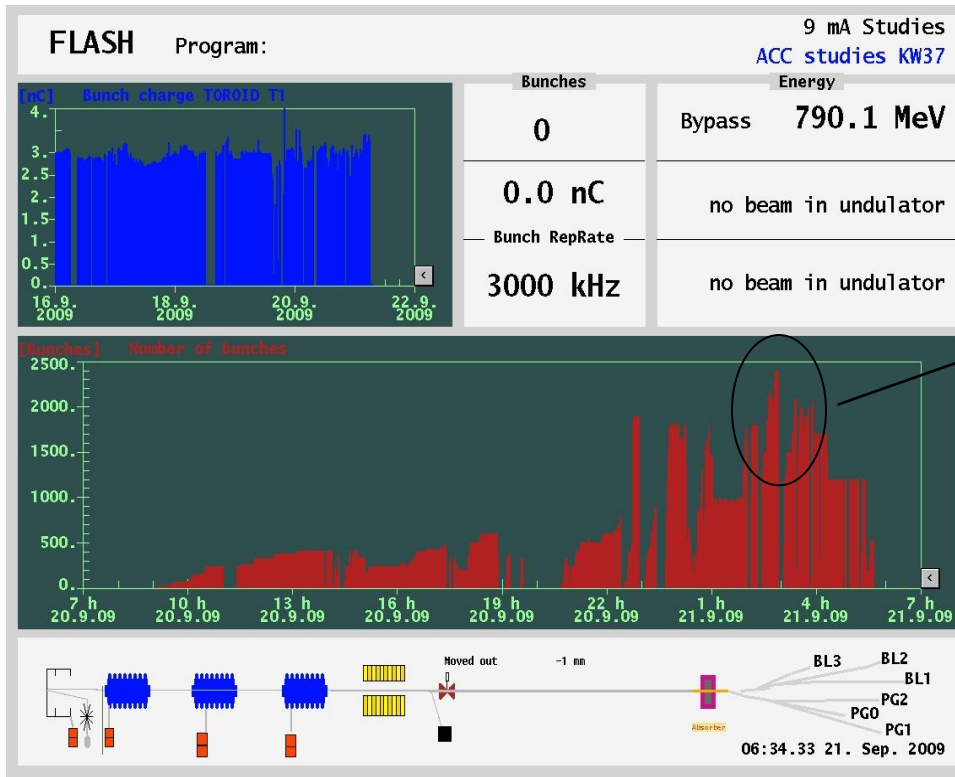 FLASH Program:
9 mA Studies
ACC studies KW37
[nC] Bunch charge TOROID T1
4.
3.
2.5
2.
1.5
1.
0.5
0.
16.9. 18.9. 20.9. 22.9.
2009 2009 2009 2009
<
Bunches
0
0.0 nC
Bunch RepRate
3000 kHz
Energy
Bypass 790.1 MeV
no beam in undulator
no beam in undulator
[Bunches] Number of bunches
2500.
2000.
1500.
1000.
500.
0.
<
7 h 10 h 13 h 16 h 19 h 22 h 1 h 4 h 7 h
20.9.09 20.9.09 20.9.09 20.9.09 20.9.09 20.9.09 21.9.09 21.9.09 21.9.09
Moved out -1 mm
Absorber
BL3
BL2
BL1
PG2
PG0
PG1
06:34.33 21. Sep. 2009